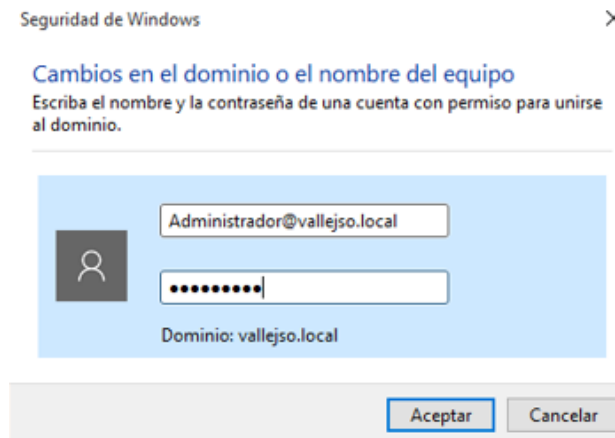 Seguridad de Windows
Cambios en el dominio o el nombre del equipo
Escriba el nombre y la contraseña de una cuenta con permiso para unirse
al dominio.
Administrador@vallejso.local
●●●●●●●●●
Dominio: vallejso.local
Aceptar
Cancelar